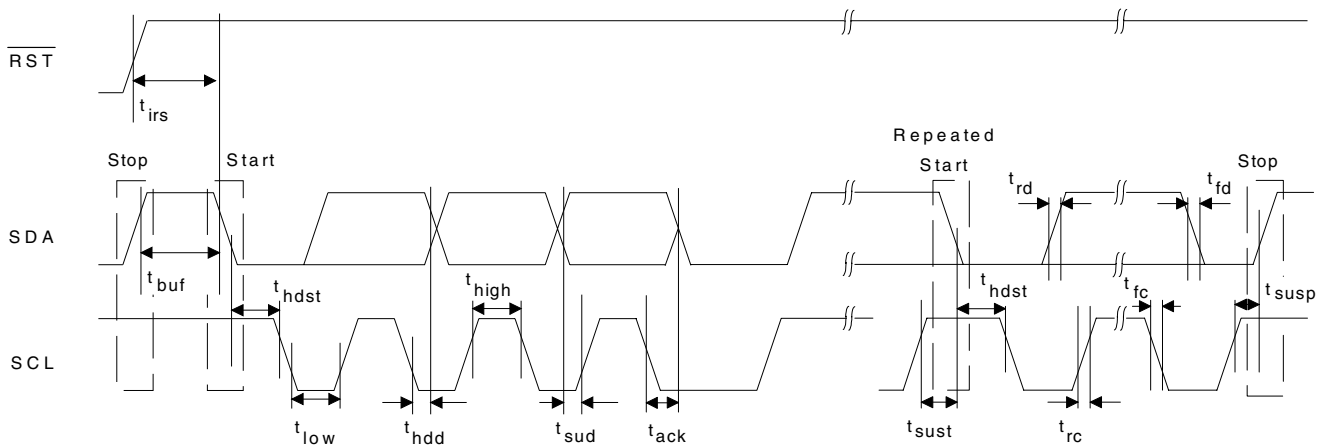 RST
t irs
Repeated
Stop
Start
Start
Stop
t rd
t fd
SDA
t buf
t hdst
t high
t hdst
t fc
t susp
SCL
t low
t hdd
t sud
t ack
t sust
t rc